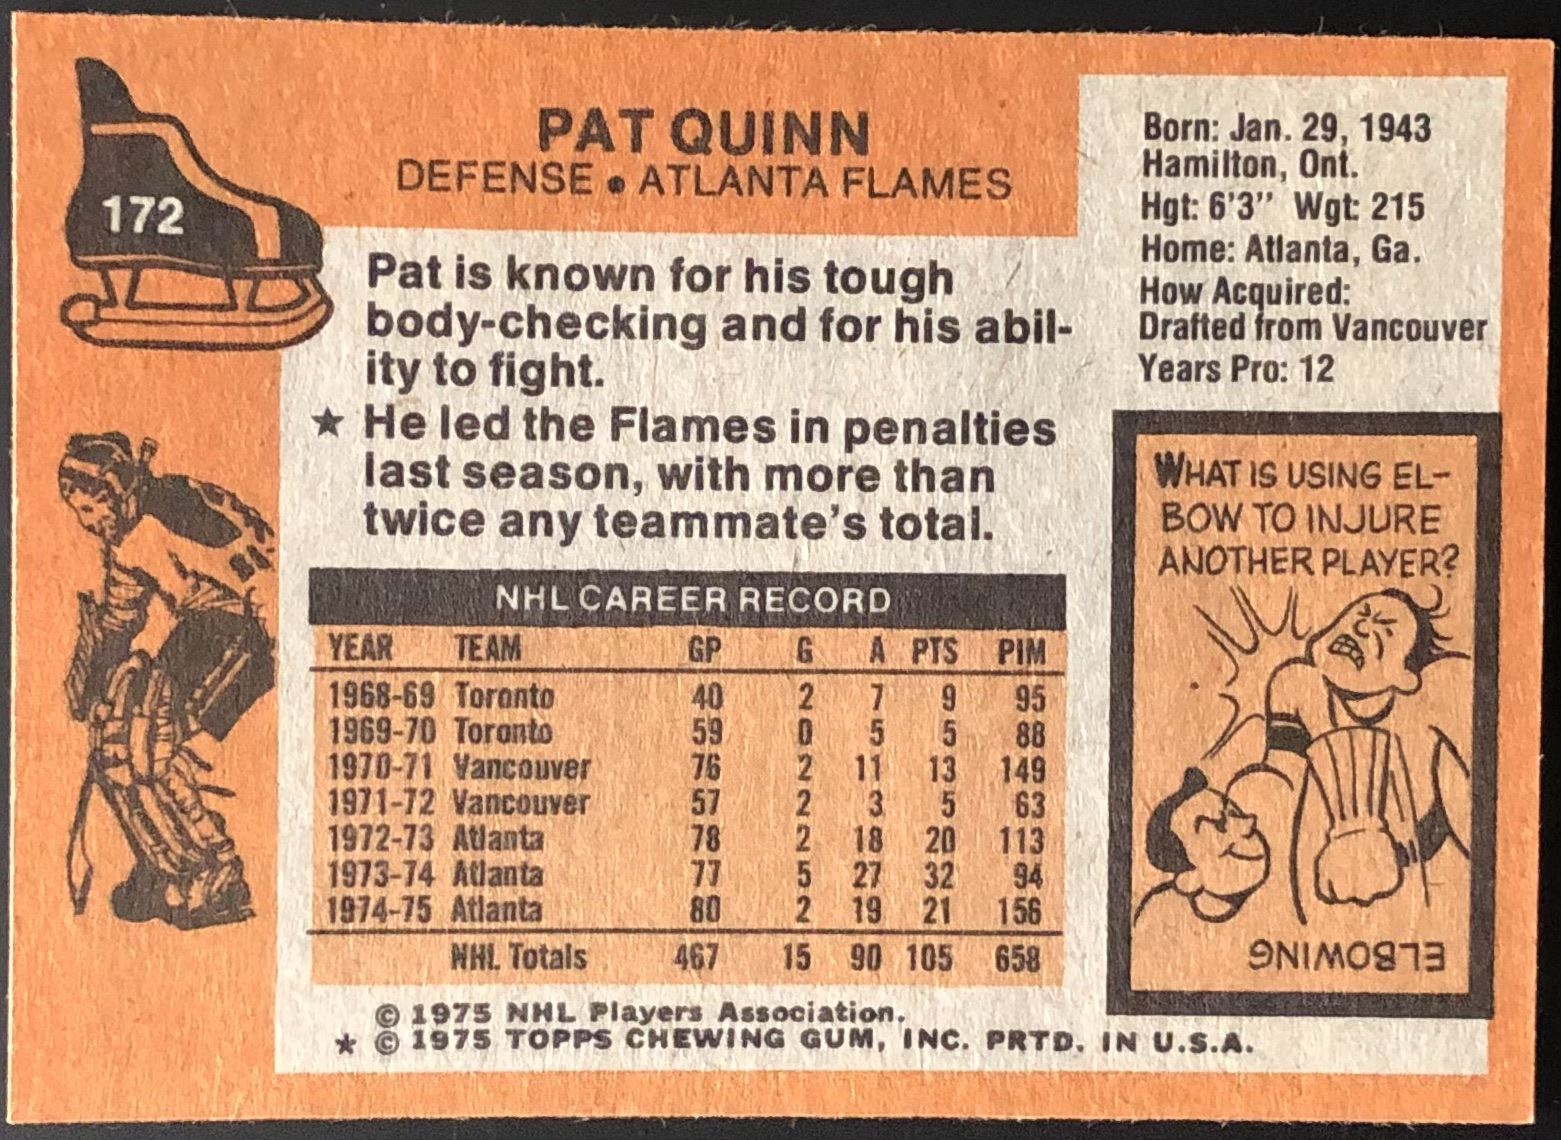 172
PAT QUINN
DEFENSE • ATLANTA FLAMES
Born: Jan. 29, 1943
Hamilton, Ont.
Hgt: 6'3" Wgt: 215
Home: Atlanta, Ga.
How Acquired:
Drafted from Vancouver
Years Pro: 12
Pat is known for his tough
body-checking and for his abil-
ity to fight.
★ He led the Flames in penalties
last season, with more than
twice any teammate's total.
NHL CAREER RECORD
YEAR TEAM GP G A PTS PIM
1968-69 Toronto 40 2 7 9 95
1969-70 Toronto 59 0 5 5 88
1970-71 Vancouver 76 2 11 13 149
1971-72 Vancouver 57 2 3 5 63
1972-73 Atlanta 78 2 18 20 113
1973-74 Atlanta 77 5 27 32 94
1974-75 Atlanta 80 2 19 21 156
NHL Totals 467 15 90 105 658
WHAT IS USING EL-
BOW TO INJURE
ANOTHER PLAYER?
ELBOWING
© 1975 NHL Players Association.
★ © 1975 TOPPS CHEWING GUM, INC. PRTD. IN U.S.A.